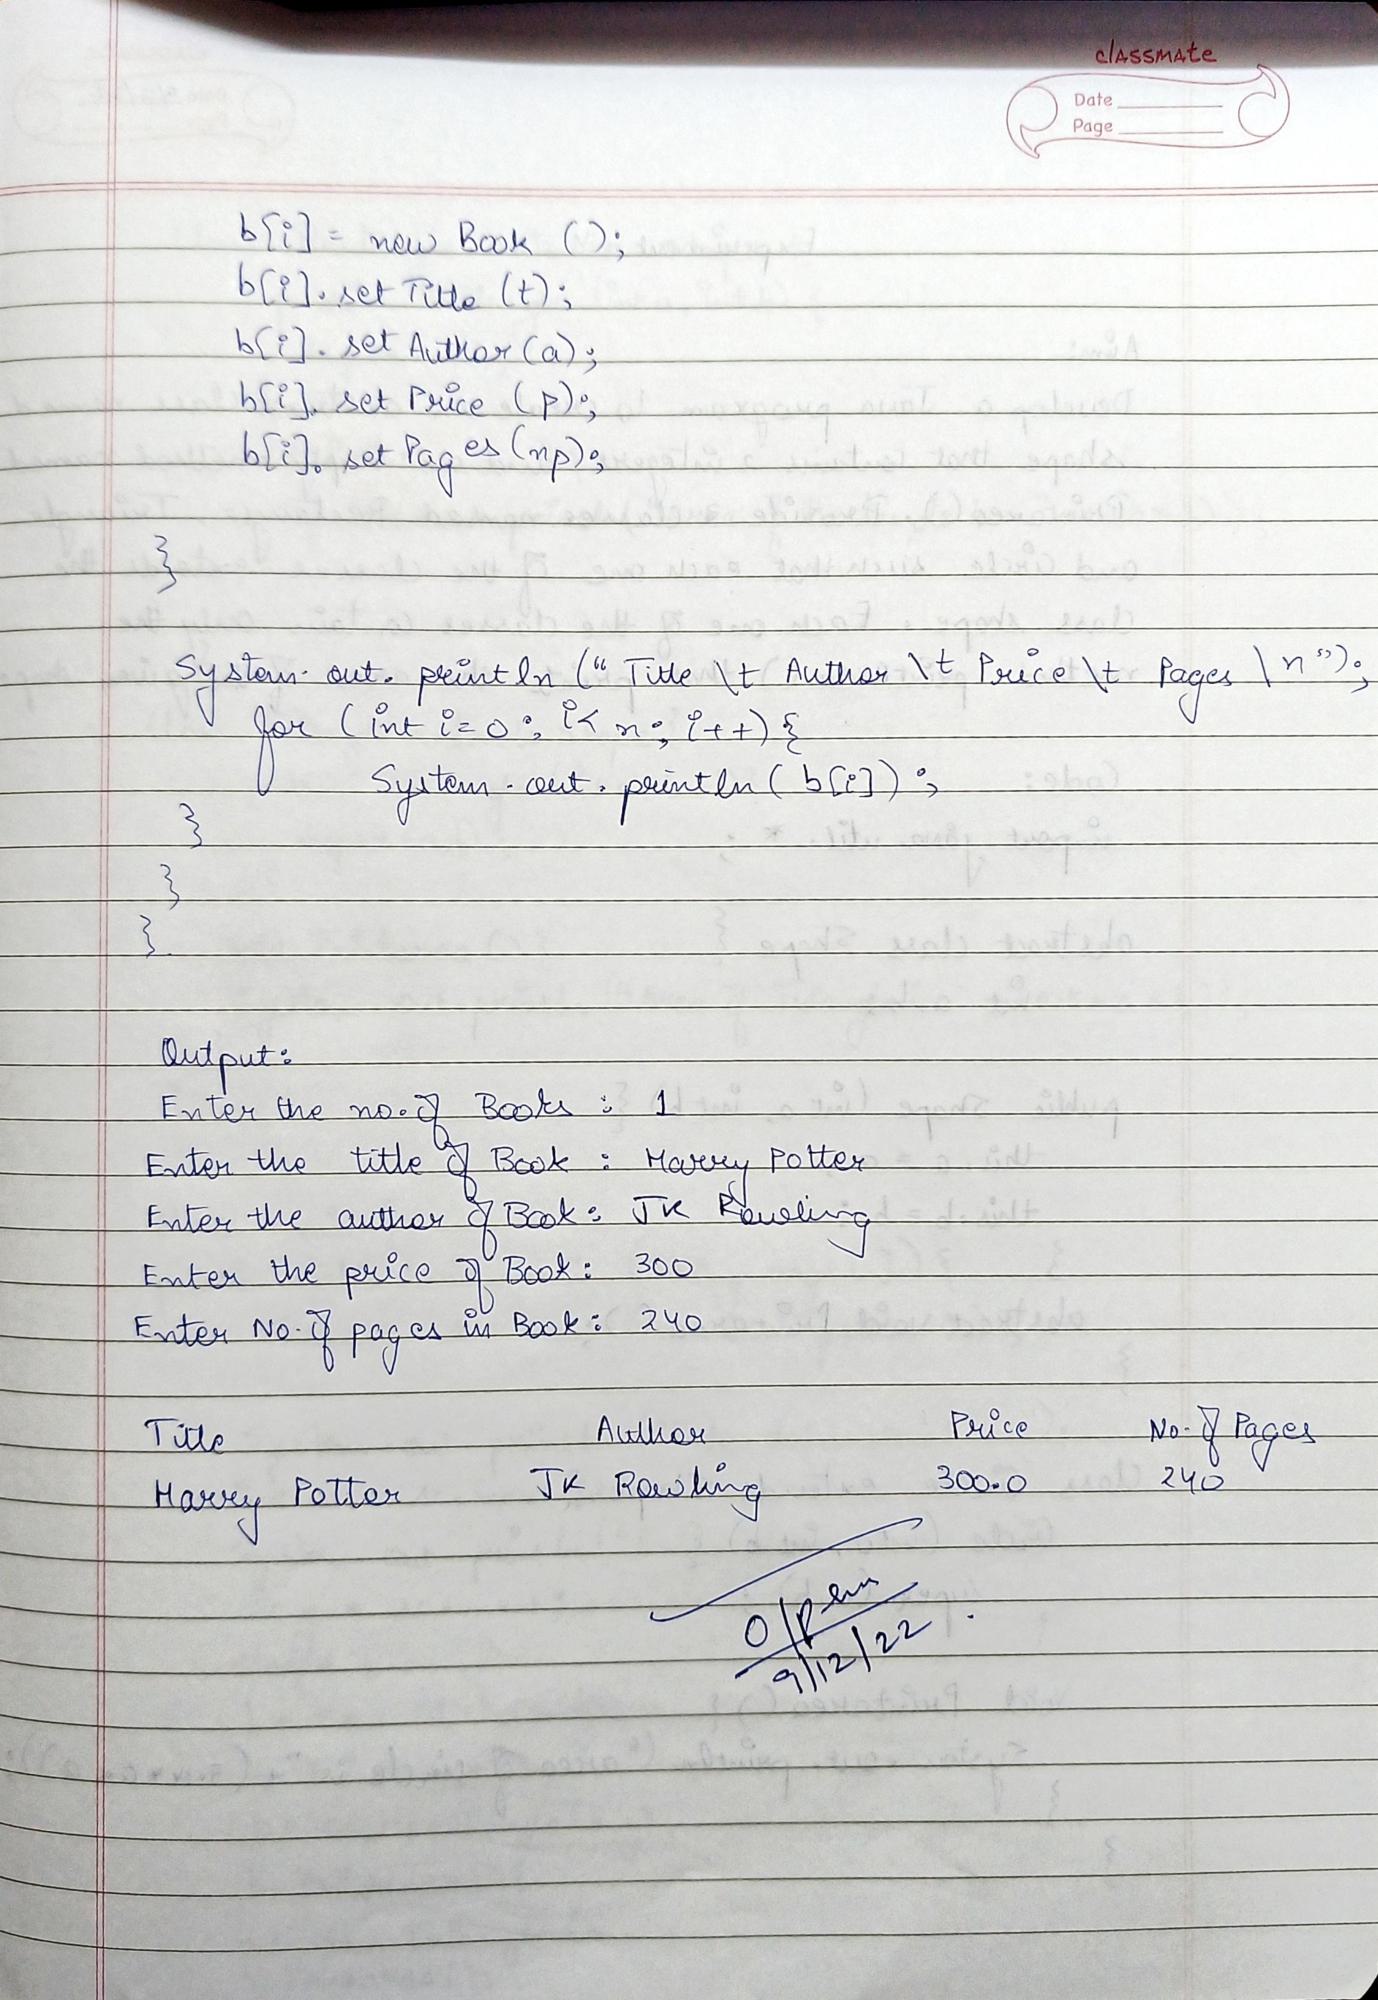 classmate
Date
Page
b[i] = new Book ();
b[i]. set Title (t);
b[i]. set Author (a);
b[i]. set Price (p);
b[i]. set Pages (np);
}
System. out. println (" Title \t Author \t Price \t Pages \n");
for (int i=0; i< n; i++) {
System. out. println ( b[i]) ;
}
}
}
Output:
Enter the no. of Books : 1
Enter the title of Book : Harry Potter
Enter the author of Book: JK Rowling
Enter the price of Book: 300
Enter No. of pages in Book: 240
Title Author Price No. of Pages
Harry Potter JK Rowling 300.0 240
O/p
9/12/22